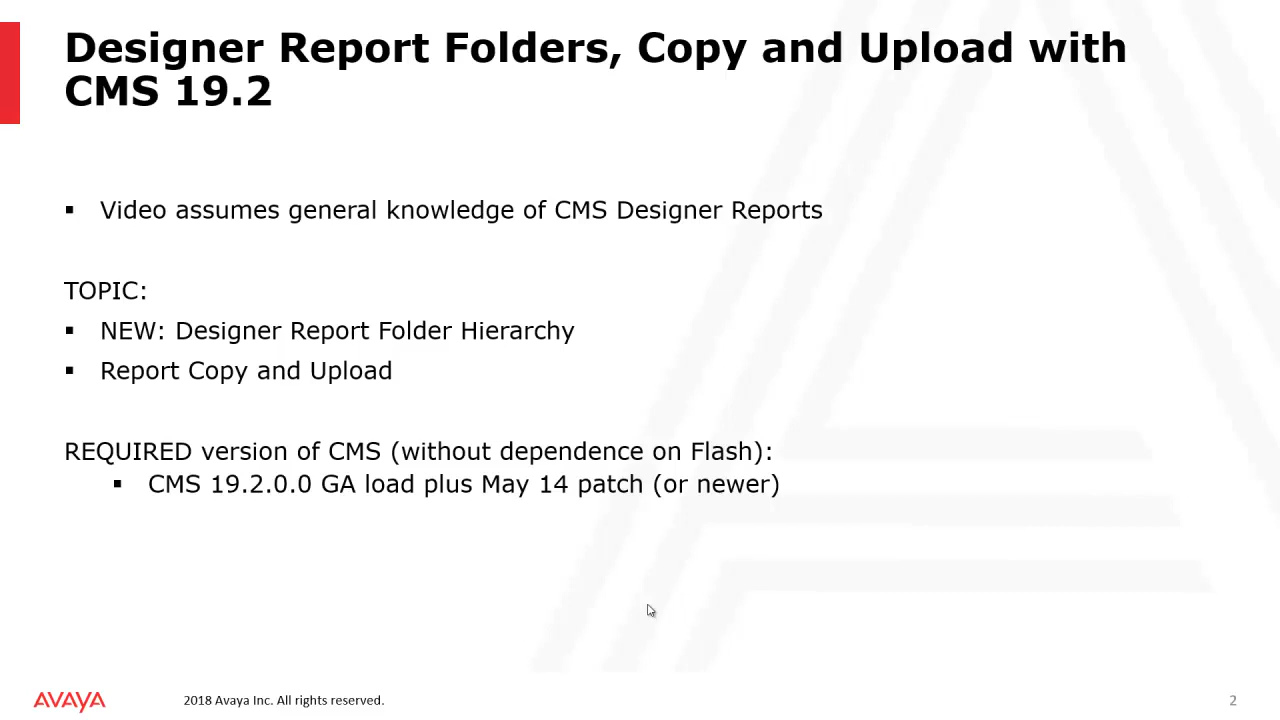 Designer Report Folders, Copy and Upload with
CMS 19.2
▪ Video assumes general knowledge of CMS Designer Reports
TOPIC:
▪ NEW: Designer Report Folder Hierarchy
▪ Report Copy and Upload
REQUIRED version of CMS (without dependence on Flash):
▪ CMS 19.2.0.0 GA load plus May 14 patch (or newer)
AVAYA
2018 Avaya Inc. All rights reserved.
2